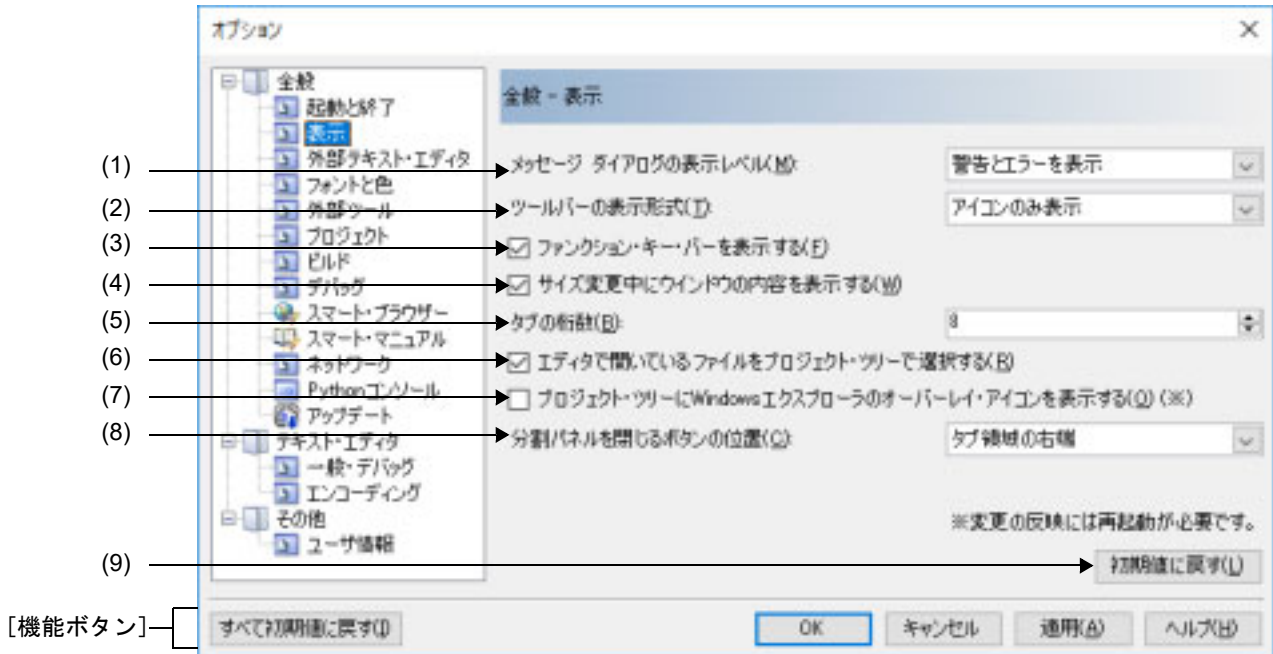 オプション
全般
起動と終了
表示
外部テキスト・エディタ
フォントと色
外部ツール
プロジェクト
ビルド
デバッグ
スマート・ブラウザー
スマート・マニュアル
ネットワーク
Pythonコンソール
アップデート
テキスト・エディタ
一般・デバッグ
エンコーディング
その他
ユーザ情報
全般 - 表示
(1) メッセージ ダイアログの表示レベル(M): 警告とエラーを表示
(2) ツールバーの表示形式(T): アイコンのみ表示
(3) ファンクション・キー・バーを表示する(F)
(4) サイズ変更中にウインドウの内容を表示する(W)
(5) タブの桁数(B): 8
(6) エディタで開いているファイルをプロジェクト・ツリーで選択する(R)
(7) プロジェクト・ツリーにWindowsエクスプローラのオーバーレイ・アイコンを表示する(O) (※)
(8) 分割パネルを閉じるボタンの位置(C): タブ領域の右端
※変更の反映には再起動が必要です。
(9) 初期値に戻す(L)
[機能ボタン] すべて初期値に戻す(I) OK キャンセル 適用(A) ヘルプ(H)